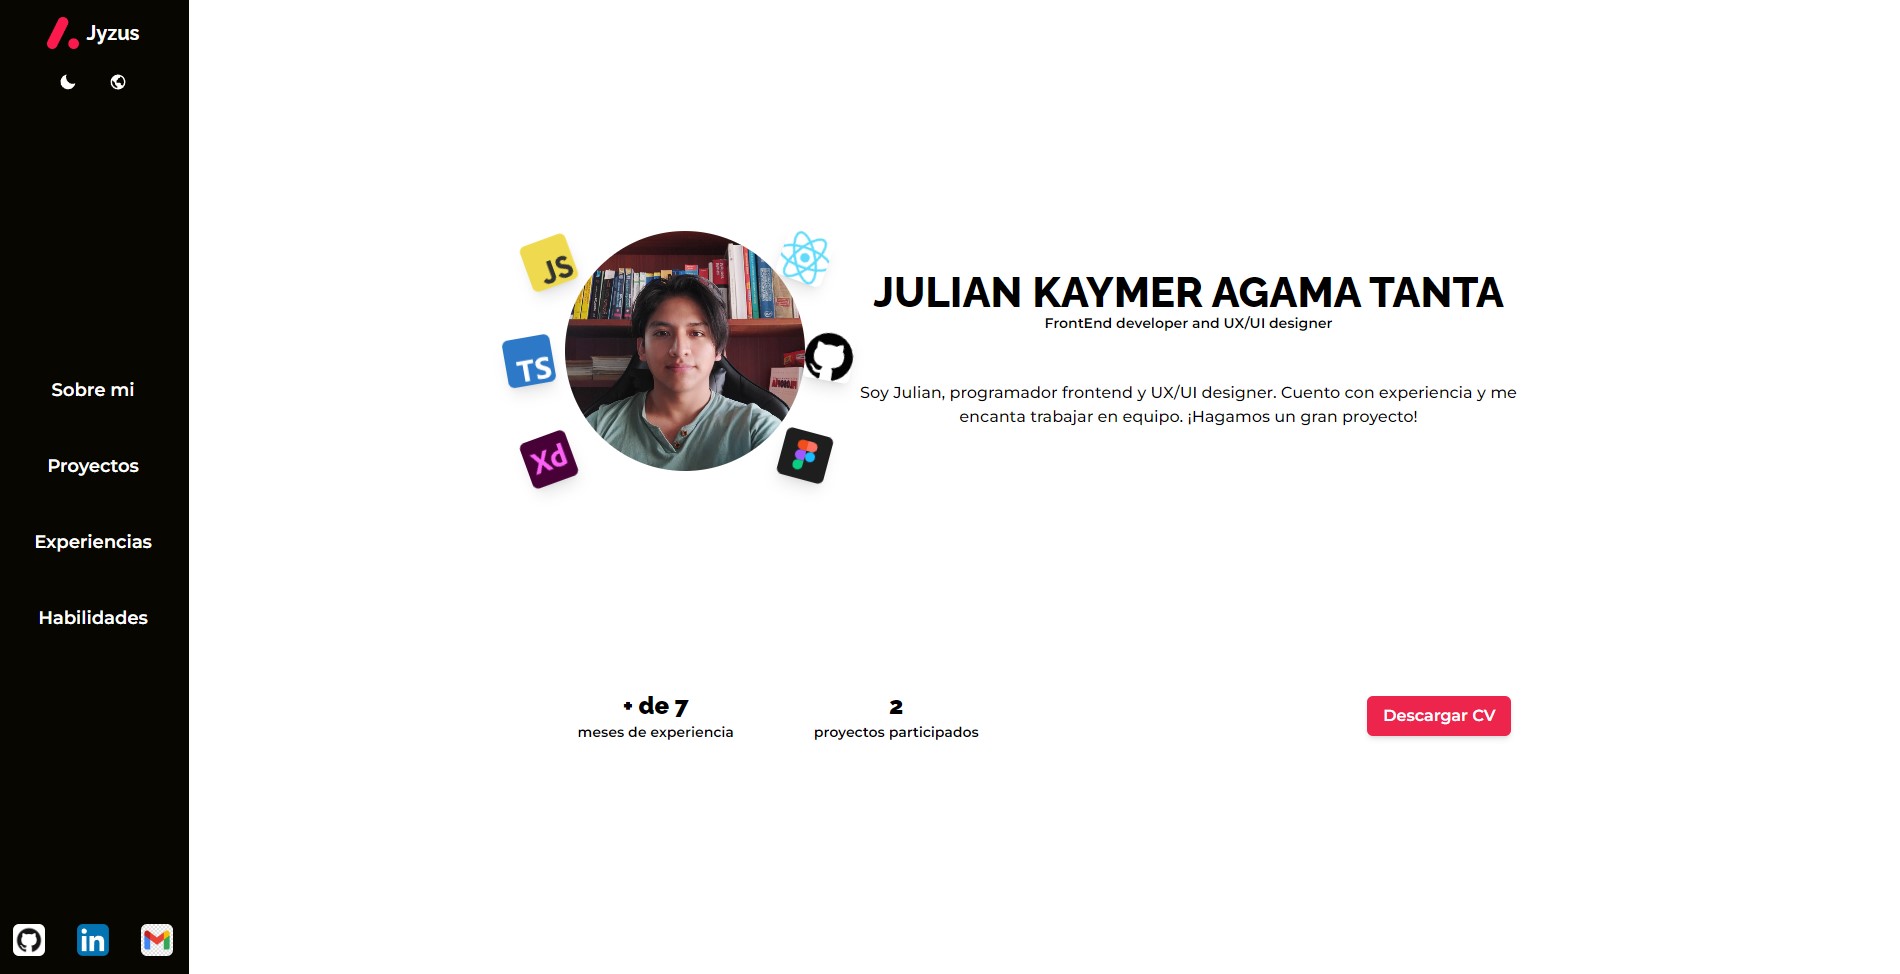 Jyzus
Sobre mi
Proyectos
Experiencias
Habilidades
in
JS
TS
Xd
JULIAN KAYMER AGAMA TANTA
FrontEnd developer and UX/UI designer
Soy Julian, programador frontend y UX/UI designer. Cuento con experiencia y me
encanta trabajar en equipo. ¡Hagamos un gran proyecto!
+ de 7
meses de experiencia
2
proyectos participados
Descargar CV